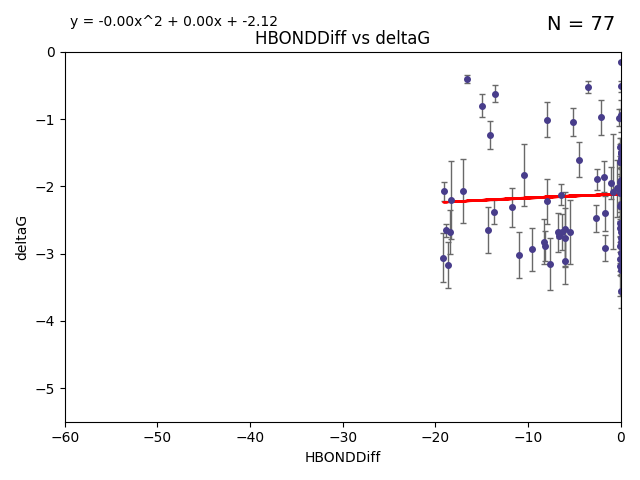 y = -0.00x^2 + 0.00x + -2.12
N = 77
HBONDDiff vs deltaG
0
−1
−2
−3
−4
−5
deltaG
−60
−50
−40
−30
−20
−10
0
HBONDDiff